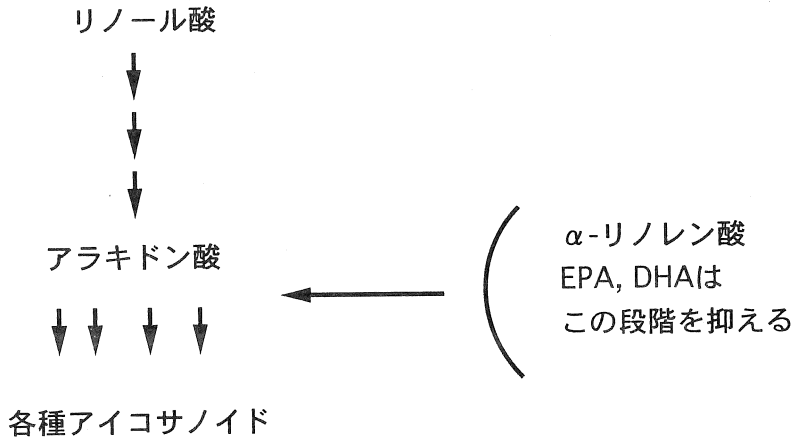 リノール酸
アラキドン酸
α-リノレン酸
EPA, DHAは
この段階を抑える
各種アイコサノイド